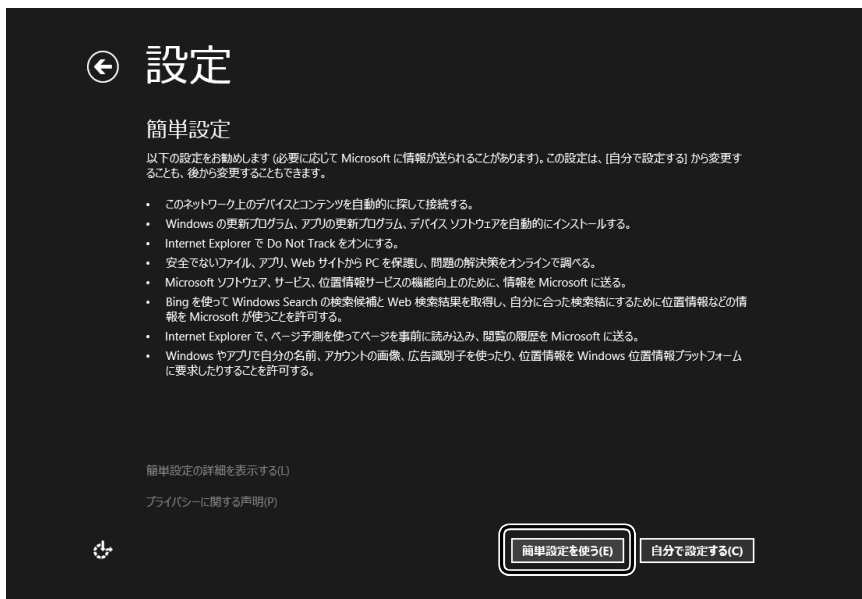 設定
簡単設定
以下の設定をお勧めします (必要に応じて Microsoft に情報が送られることがあります)。この設定は、[自分で設定する] から変更す
ることも、後から変更することもできます。
• このネットワーク上のデバイスとコンテンツを自動的に探して接続する。
• Windows の更新プログラム、アプリの更新プログラム、デバイス ソフトウェアを自動的にインストールする。
• Internet Explorer で Do Not Track をオンにする。
• 安全でないファイル、アプリ、Web サイトから PC を保護し、問題の解決策をオンラインで調べる。
• Microsoft ソフトウェア、サービス、位置情報サービスの機能向上のために、情報を Microsoft に送る。
• Bing を使って Windows Search の検索候補と Web 検索結果を取得し、自分に合った検索結にするために位置情報などの情
報を Microsoft が使うことを許可する。
• Internet Explorer で、ページ予測を使ってページを事前に読み込み、閲覧の履歴を Microsoft に送る。
• Windows やアプリで自分の名前、アカウントの画像、広告識別子を使ったり、位置情報を Windows 位置情報プラットフォーム
に要求したりすることを許可する。
簡単設定の詳細を表示する(L)
プライバシーに関する声明(P)
簡単設定を使う(E) 自分で設定する(C)